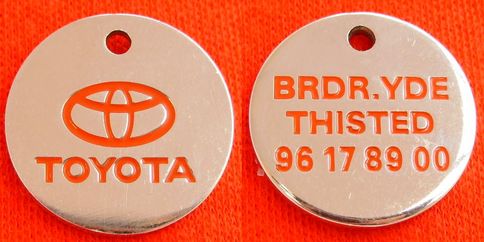 TOYOTA
BRDR.YDE
THISTED
96 17 89 00